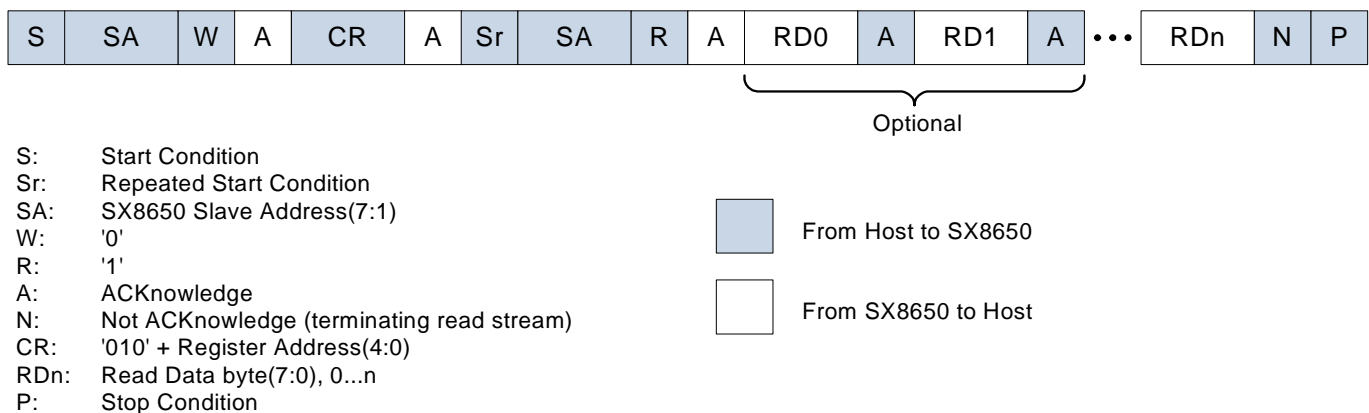 S SA W A CR A Sr SA R A RD0 A RD1 A ••• RDn N P
Optional
S: Start Condition
Sr: Repeated Start Condition
SA: SX8650 Slave Address(7:1)
W: '0'
R: '1'
A: ACKnowledge
N: Not ACKnowledge (terminating read stream)
CR: '010' + Register Address(4:0)
RDn: Read Data byte(7:0), 0...n
P: Stop Condition
From Host to SX8650
From SX8650 to Host